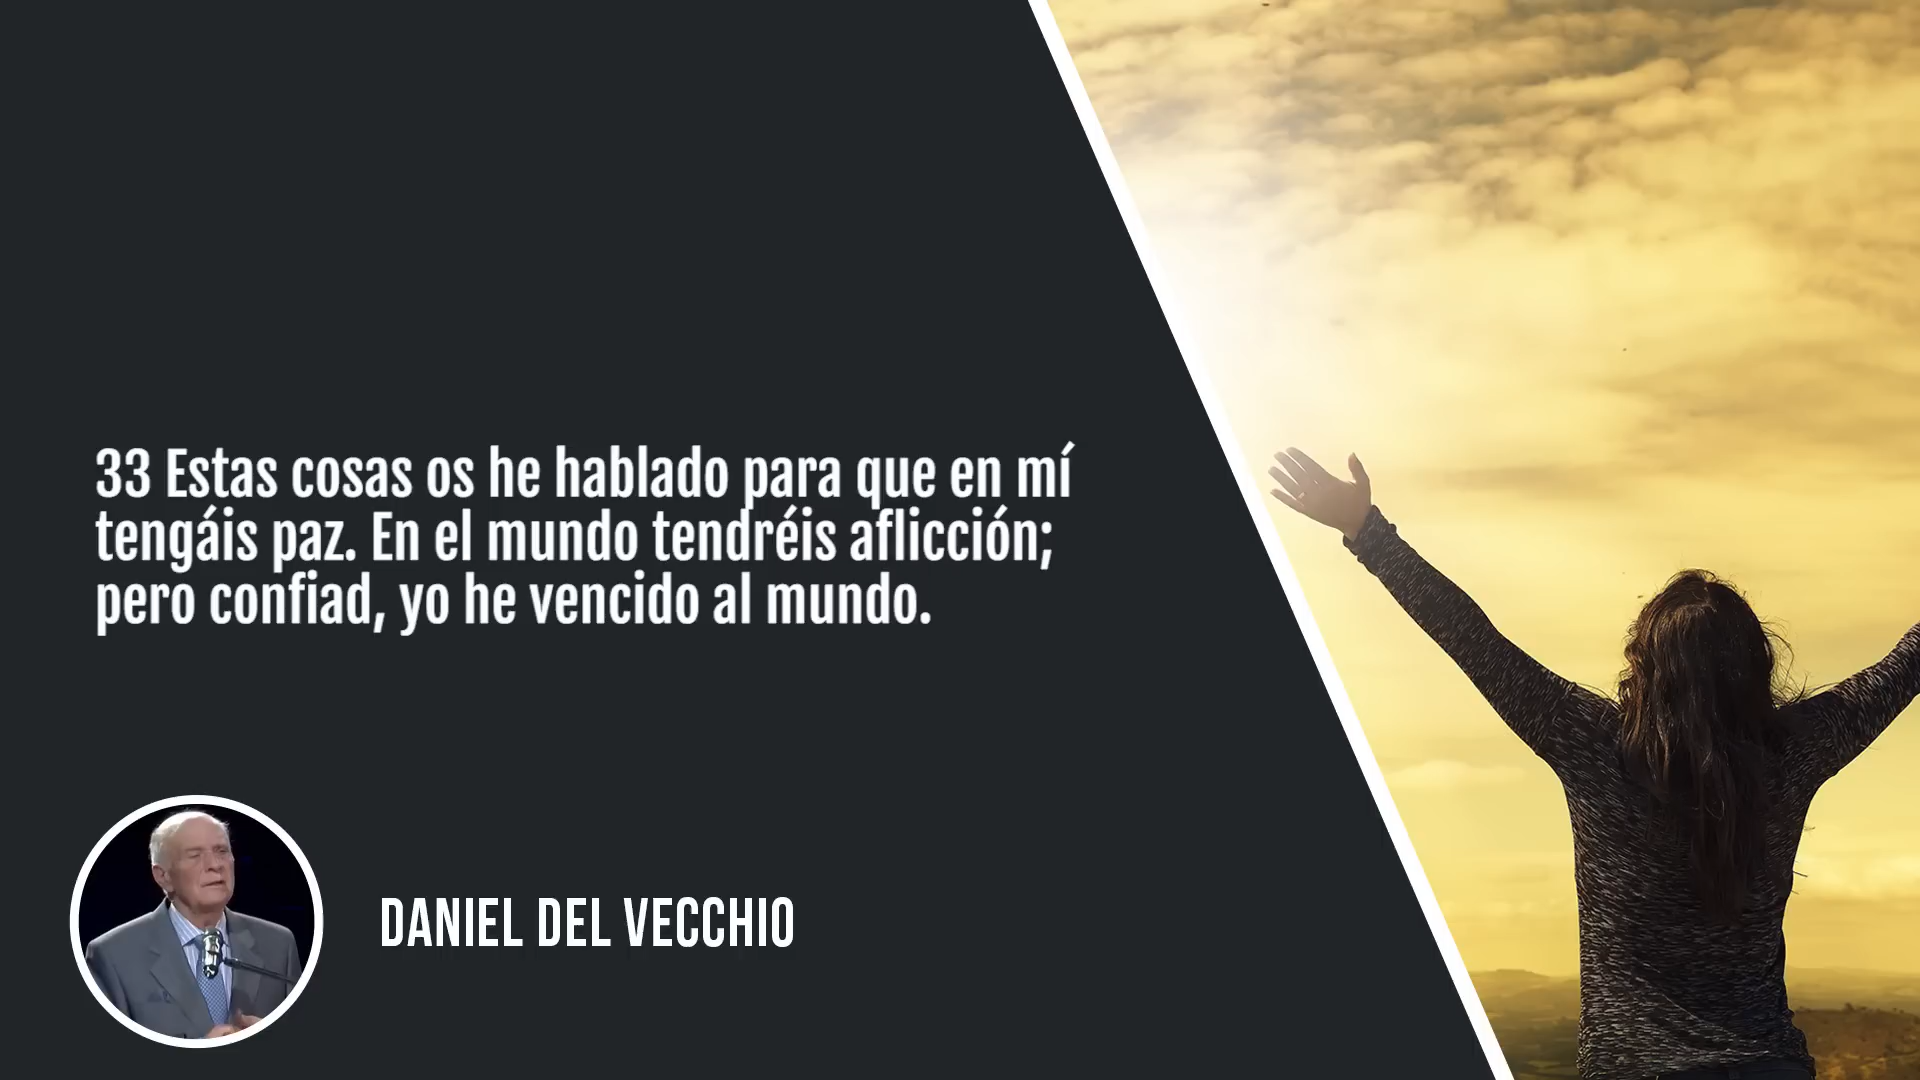 33 Estas cosas os he hablado para que en mí
tengáis paz. En el mundo tendréis aflicción;
pero confiad, yo he vencido al mundo.
DANIEL DEL VECCHIO